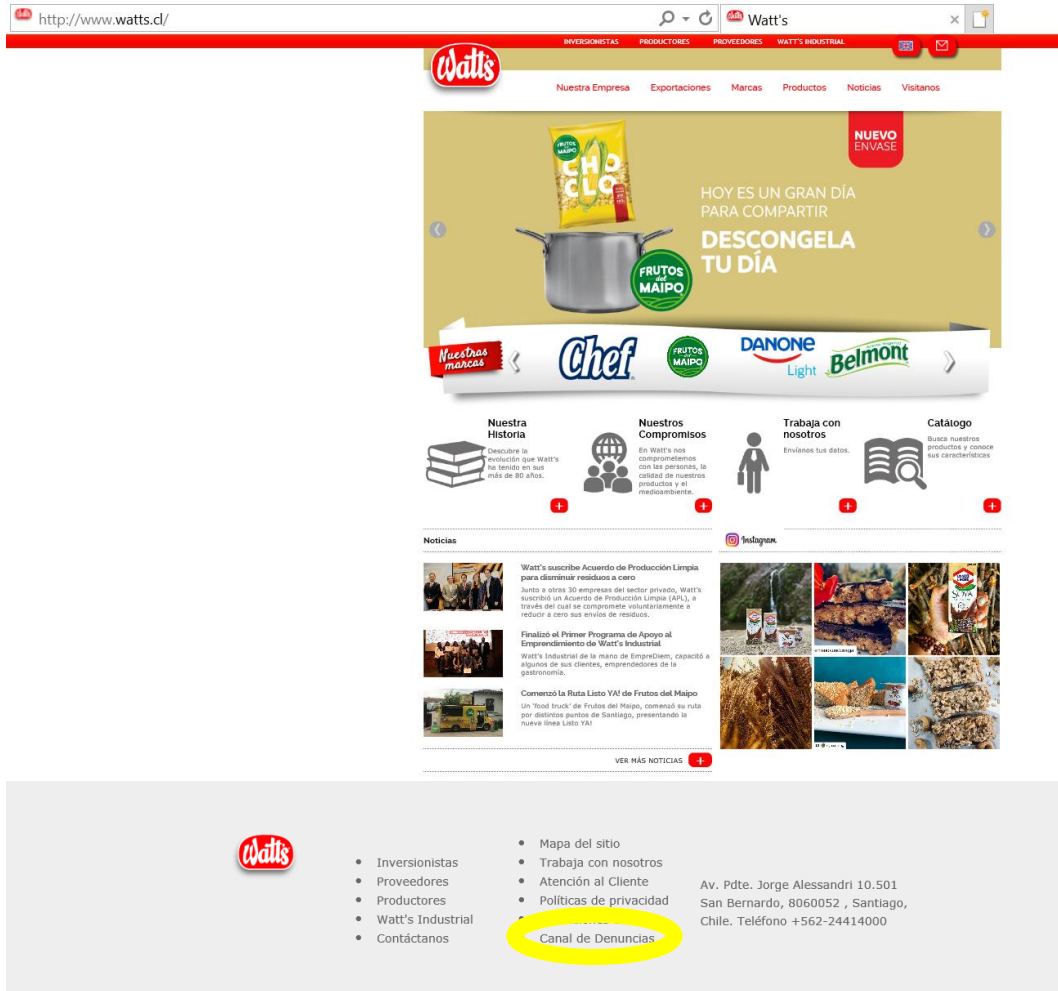 http://www.watts.cl/
Watt's
INVERSIONISTAS PRODUCTORES PROVEEDORES WATT'S INDUSTRIAL
Watt's
Nuestra Empresa Exportaciones Marcas Productos Noticias Visitanos
NUEVO
ENVASE
FRUTOS
del
MAIPO
CHO
CLO
HOY ES UN GRAN DÍA
PARA COMPARTIR
DESCONGELA
TU DÍA
FRUTOS
del
MAIPO
Nuestras
marcas
Chef
FRUTOS
del
MAIPO
DANONE
Light
Belmont
Nuestra
Historia
Descubre la
evolución que Watt's
ha tenido en sus
más de 80 años.
Nuestros
Compromisos
En Watt's nos
comprometemos
con las personas, la
calidad de nuestros
productos y el
medioambiente.
Trabaja con
nosotros
Envíanos tus datos.
Catálogo
Busca nuestros
productos y conoce
sus características
Noticias
Instagram
Watt's suscribe Acuerdo de Producción Limpia
para disminuir residuos a cero
Junto a otras 30 empresas del sector privado, Watt's
suscribió un Acuerdo de Producción Limpia (APL), a
través del cual se compromete voluntariamente a
reducir a cero sus envíos de residuos.
Finalizó el Primer Programa de Apoyo al
Emprendimiento de Watt's Industrial
Watt's Industrial de la mano de EmpreDiem, capacitó a
algunos de sus clientes, emprendedores de la
gastronomía.
Comenzó la Ruta Listo YA! de Frutos del Maipo
Un 'food truck' de Frutos del Maipo, comenzó su ruta
por distintos puntos de Santiago, presentando la
nueva línea Listo YA!
VER MÁS NOTICIAS
Watt's
Inversionistas
Proveedores
Productores
Watt's Industrial
Contáctanos
Mapa del sitio
Trabaja con nosotros
Atención al Cliente
Políticas de privacidad
Canal de Denuncias
Av. Pdte. Jorge Alessandri 10.501
San Bernardo, 8060052 , Santiago,
Chile. Teléfono +562-24414000